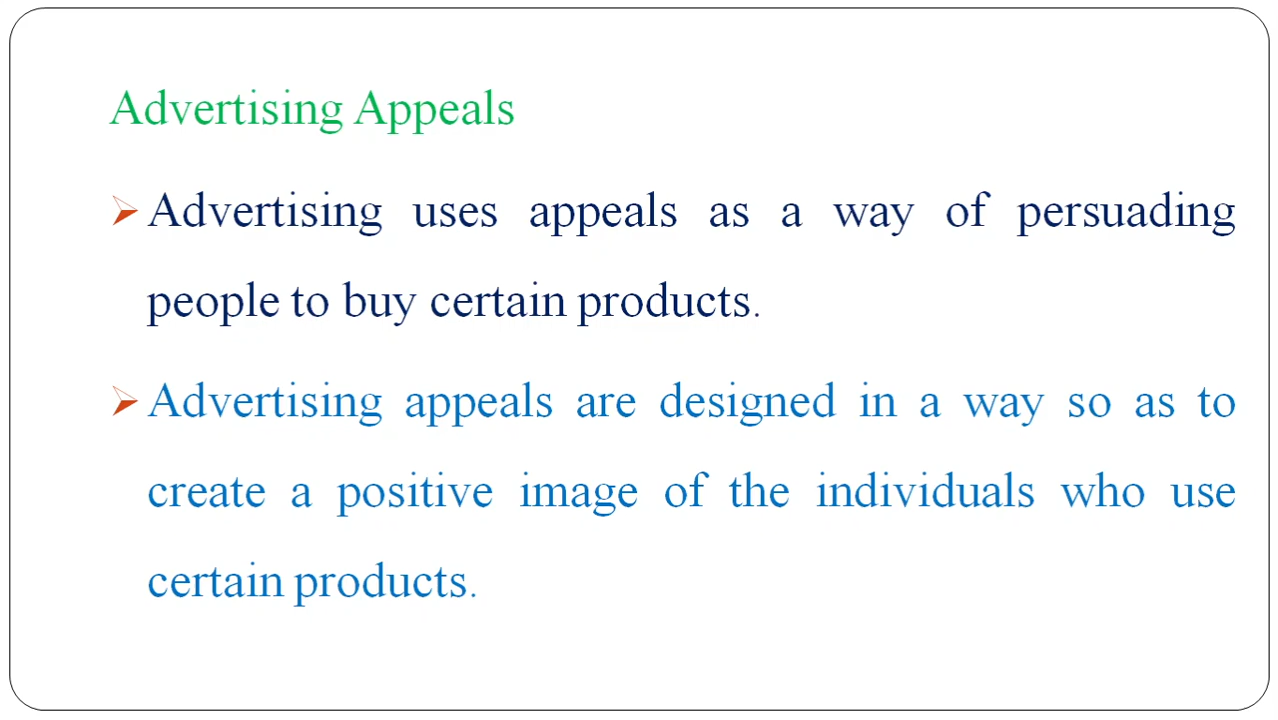 Advertising Appeals
Advertising uses appeals as a way of persuading
people to buy certain products.
Advertising appeals are designed in a way so as to
create a positive image of the individuals who use
certain products.